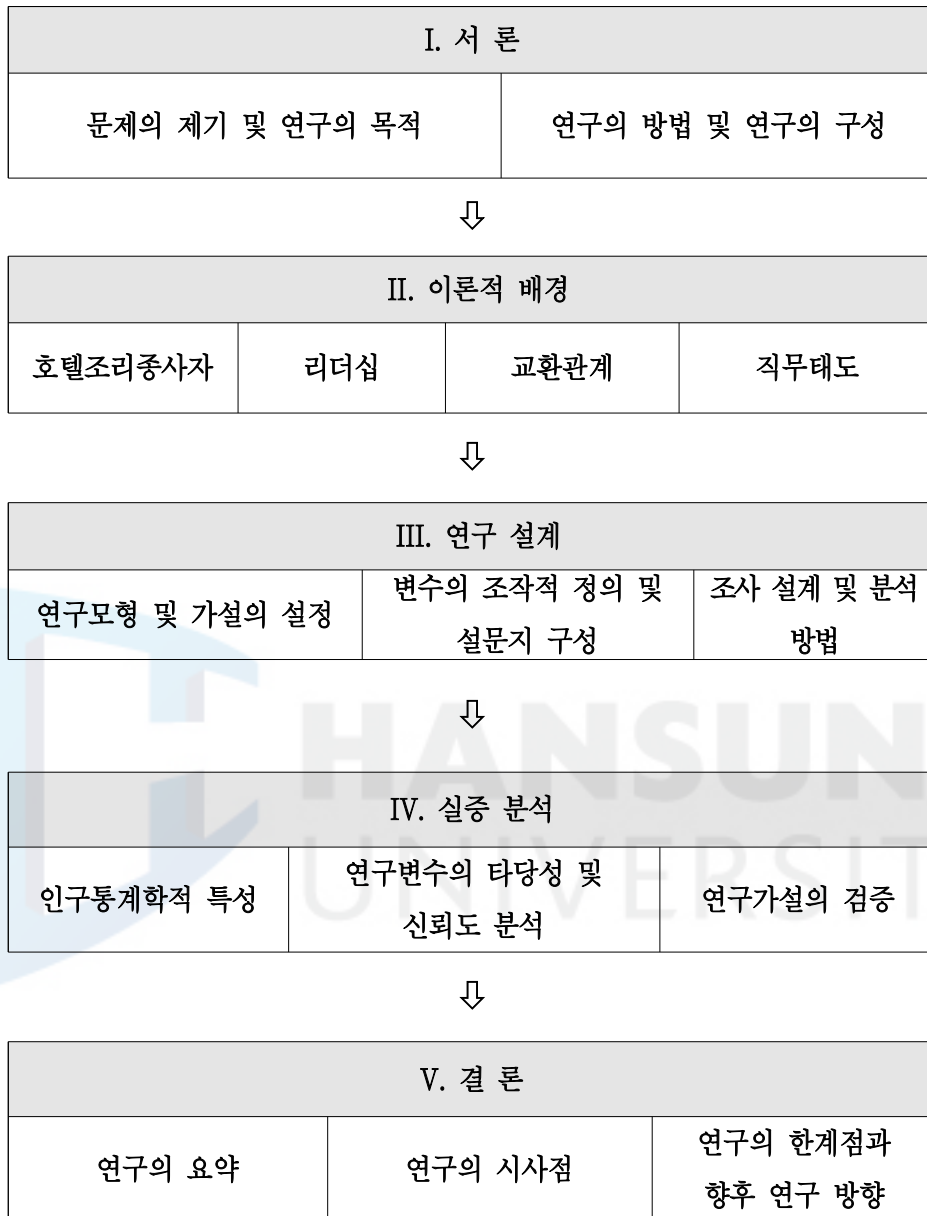 I. 서 론
문제의 제기 및 연구의 목적 연구의 방법 및 연구의 구성
⇩
II. 이론적 배경
호텔조리종사자 리더십 교환관계 직무태도
⇩
III. 연구 설계
연구모형 및 가설의 설정 변수의 조작적 정의 및 설문지 구성 조사 설계 및 분석 방법
⇩
IV. 실증 분석
인구통계학적 특성 연구변수의 타당성 및 신뢰도 분석 연구가설의 검증
⇩
V. 결 론
연구의 요약 연구의 시사점 연구의 한계점과 향후 연구 방향
HANSUN
UNIVERSIT